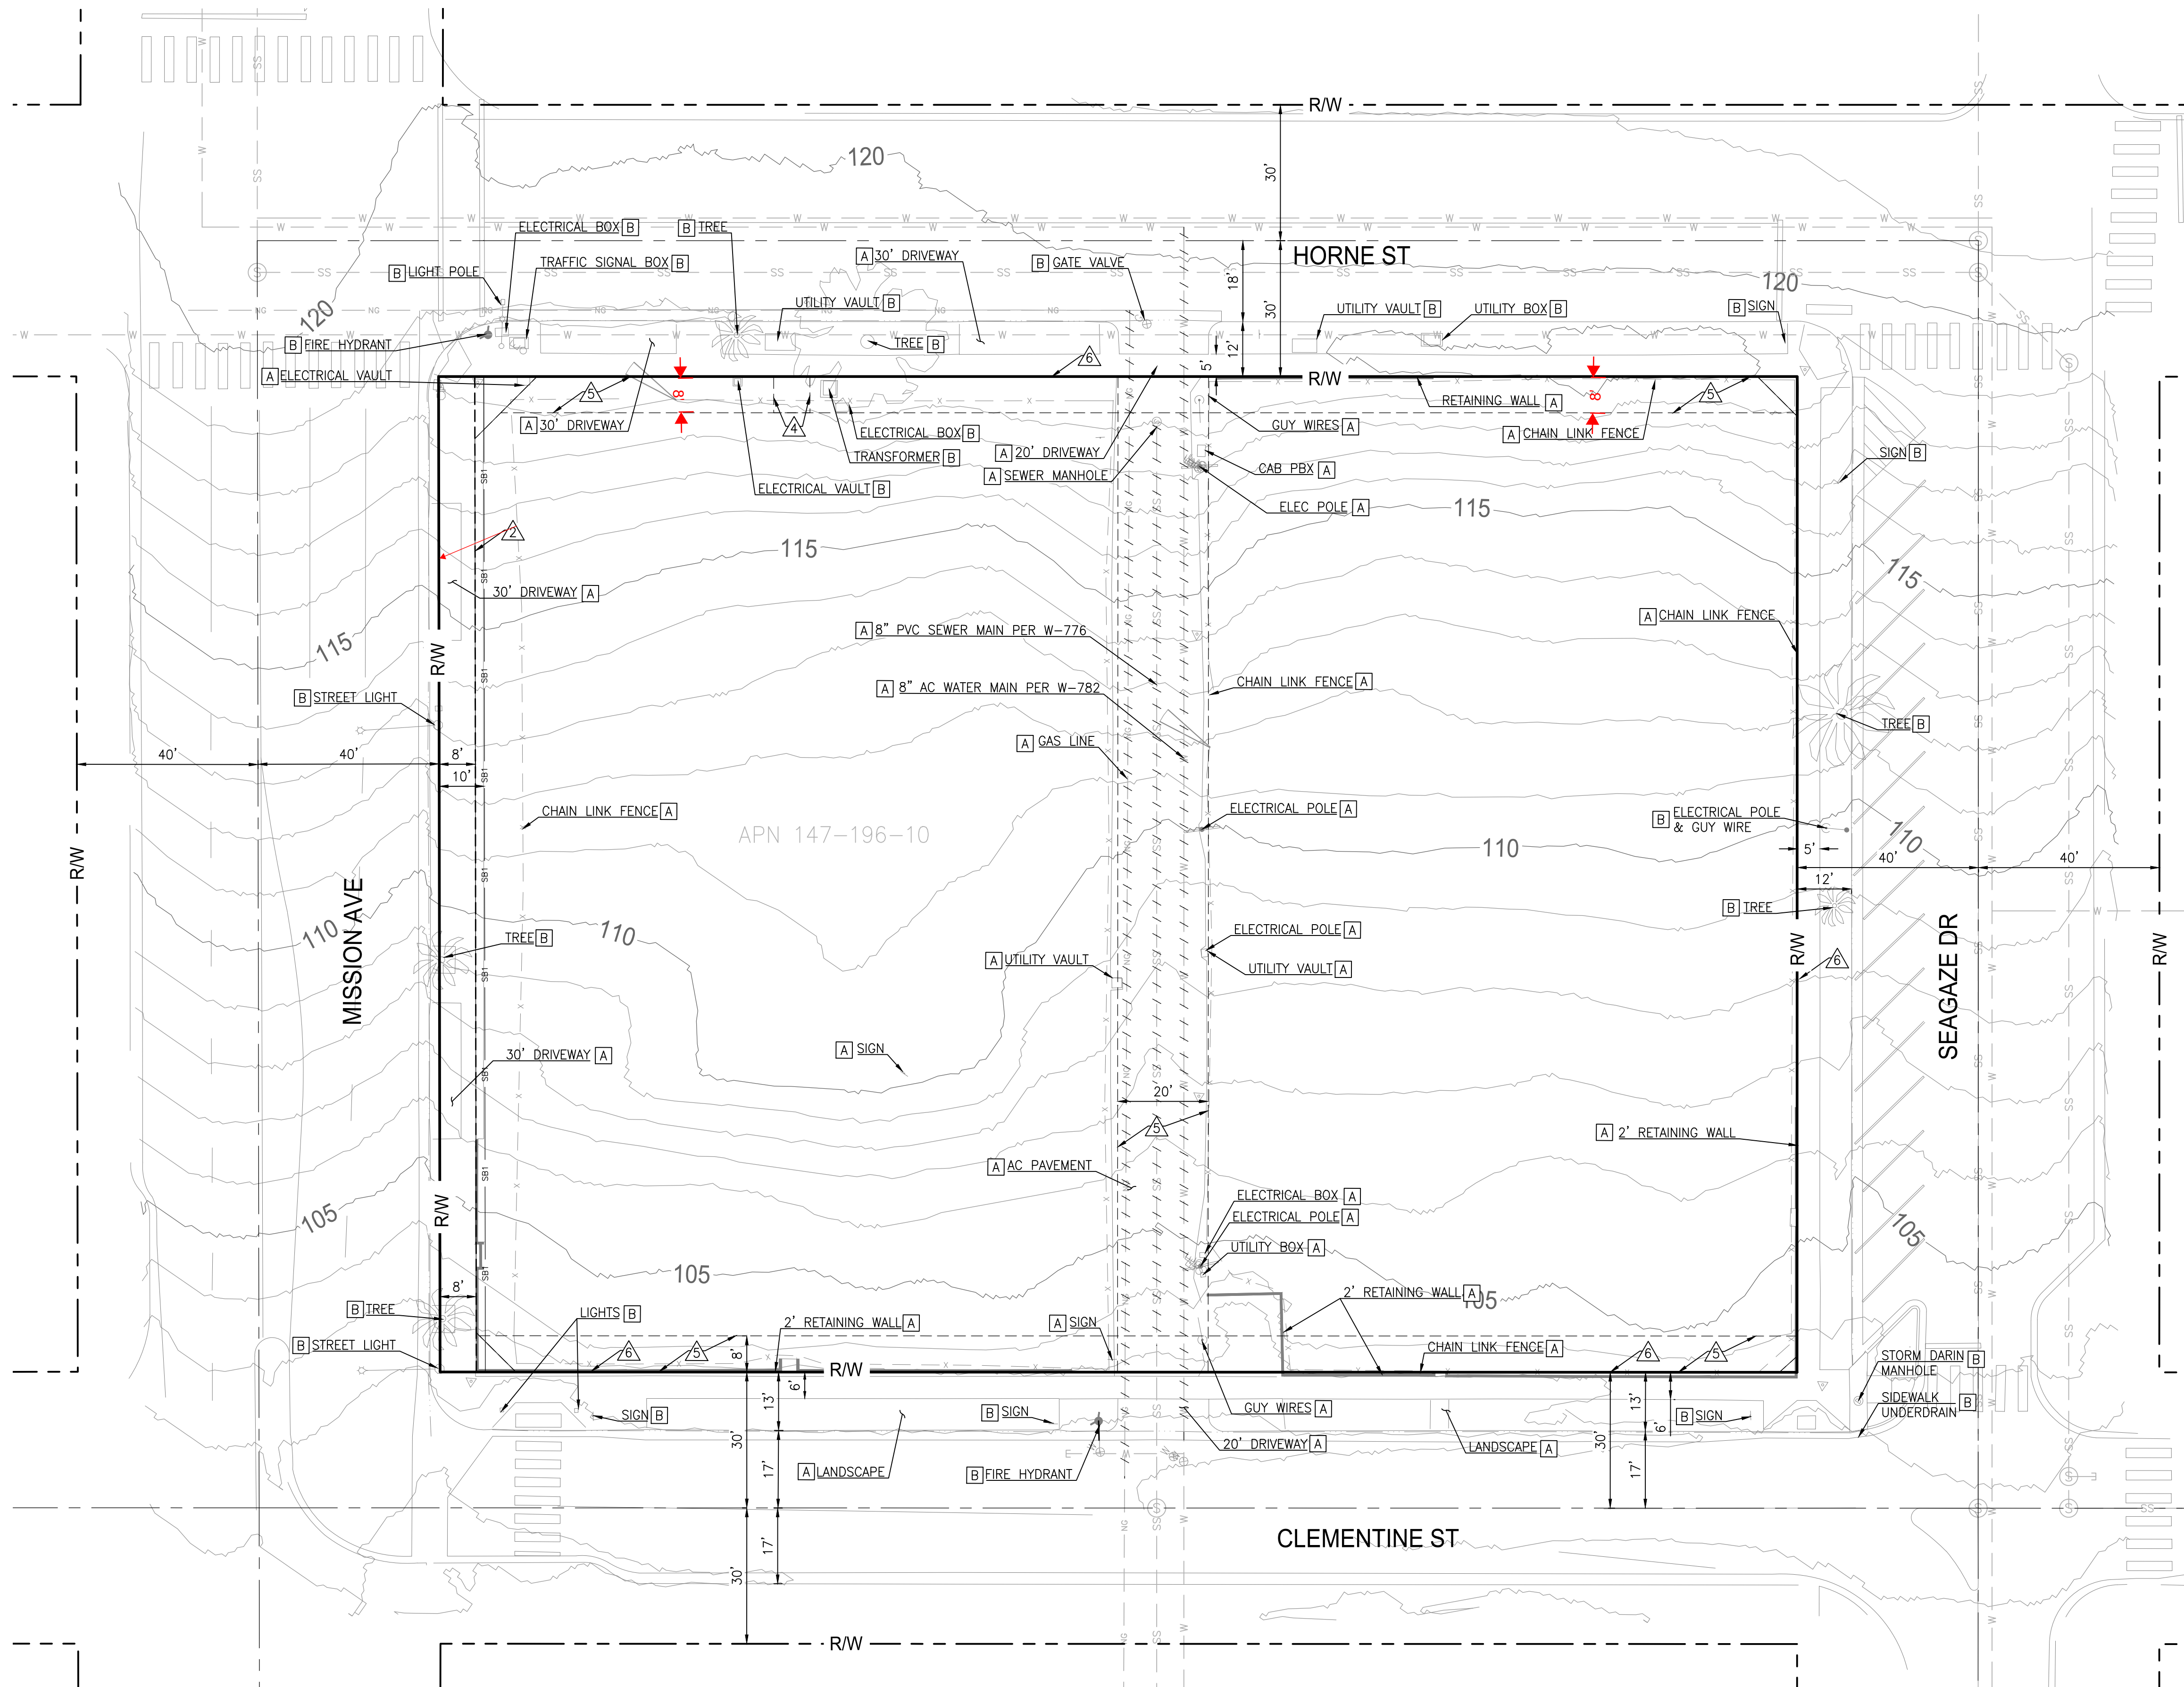 R/W
120
30'
ELECTRICAL BOX B
B TREE
HORNE ST
A 30' DRIVEWAY
B GATE VALVE
B LIGHT POLE
TRAFFIC SIGNAL BOX B
18'
30'
120
120
UTILITY VAULT B
UTILITY VAULT B
UTILITY BOX B
B SIGN
B FIRE HYDRANT
TREE B
12'
5'
6
A ELECTRICAL VAULT
R/W
5
8'
8'
5
RETAINING WALL A
A 30' DRIVEWAY
4
ELECTRICAL BOX B
GUY WIRES A
A CHAIN LINK FENCE
TRANSFORMER B
A 20' DRIVEWAY
SIGN B
A SEWER MANHOLE
CAB PBX A
ELECTRICAL VAULT B
ELEC POLE A
115
2
115
115
30' DRIVEWAY A
A CHAIN LINK FENCE
A 8" PVC SEWER MAIN PER W-776
115
R/W
CHAIN LINK FENCE A
A 8" AC WATER MAIN PER W-782
B STREET LIGHT
TREE B
A GAS LINE
40'
40'
8'
10'
CHAIN LINK FENCE A
ELECTRICAL POLE A
B ELECTRICAL POLE
& GUY WIRE
APN 147-196-10
110
110
5'
40'
40'
R/W
12'
MISSION AVE
B TREE
110
110
TREE B
ELECTRICAL POLE A
SEAGAZE DR
R/W
R/W
A UTILITY VAULT
UTILITY VAULT A
6
A SIGN
30' DRIVEWAY A
20'
5
A 2' RETAINING WALL
A AC PAVEMENT
R/W
105
ELECTRICAL BOX A
ELECTRICAL POLE A
105
UTILITY BOX A
105
8'
2' RETAINING WALL A
105
B TREE
LIGHTS B
2' RETAINING WALL A
A SIGN
B STREET LIGHT
6
5
8'
CHAIN LINK FENCE A
6
5
STORM DARIN B
MANHOLE
R/W
6'
13'
13'
6'
SIDEWALK B
UNDERDRAIN
SIGN B
B SIGN
GUY WIRES A
B SIGN
30'
30'
20' DRIVEWAY A
LANDSCAPE A
17'
17'
A LANDSCAPE
B FIRE HYDRANT
CLEMENTINE ST
17'
30'
R/W